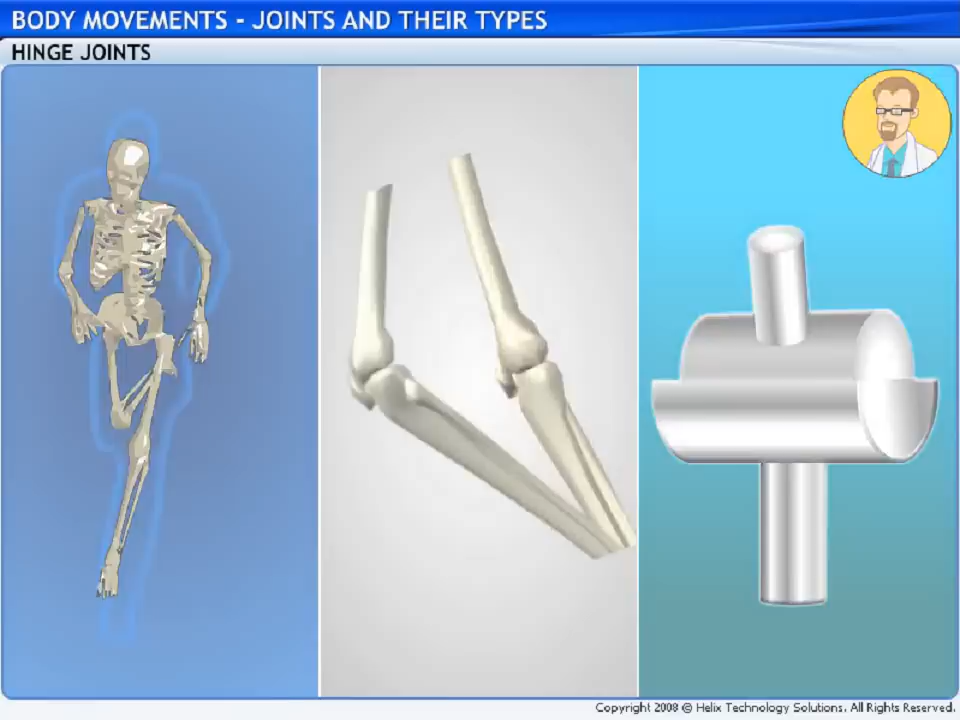 BODY MOVEMENTS - JOINTS AND THEIR TYPES
HINGE JOINTS
Copyright 2008 @ Helix Technology Solutions. All Rights Reserved.